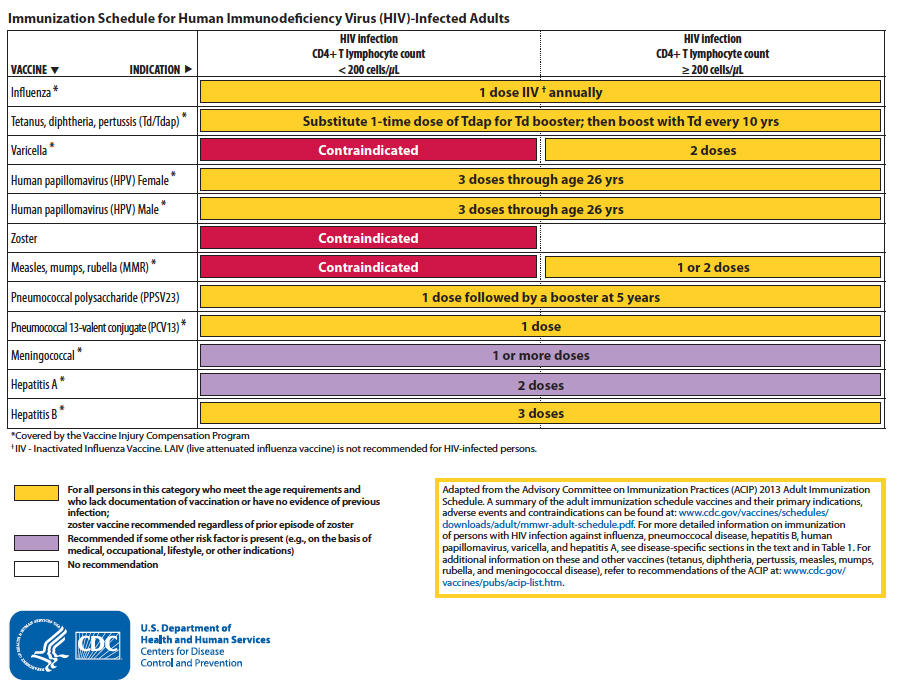 Immunization Schedule for Human Immunodeficiency Virus (HIV)-Infected Adults
VACCINE ▼ INDICATION ►
HIV infection
CD4+ T lymphocyte count
< 200 cells/µL
HIV infection
CD4+ T lymphocyte count
≥ 200 cells/µL
Influenza * 1 dose IIV † annually
Tetanus, diphtheria, pertussis (Td/Tdap) * Substitute 1-time dose of Tdap for Td booster; then boost with Td every 10 yrs
Varicella * Contraindicated 2 doses
Human papillomavirus (HPV) Female * 3 doses through age 26 yrs
Human papillomavirus (HPV) Male * 3 doses through age 26 yrs
Zoster Contraindicated
Measles, mumps, rubella (MMR) * Contraindicated 1 or 2 doses
Pneumococcal polysaccharide (PPSV23) 1 dose followed by a booster at 5 years
Pneumococcal 13-valent conjugate (PCV13) * 1 dose
Meningococcal * 1 or more doses
Hepatitis A * 2 doses
Hepatitis B * 3 doses
*Covered by the Vaccine Injury Compensation Program
† IIV - Inactivated Influenza Vaccine. LAIV (live attenuated influenza vaccine) is not recommended for HIV-infected persons.
For all persons in this category who meet the age requirements and
who lack documentation of vaccination or have no evidence of previous
infection;
zoster vaccine recommended regardless of prior episode of zoster
Recommended if some other risk factor is present (e.g., on the basis of
medical, occupational, lifestyle, or other indications)
No recommendation
Adapted from the Advisory Committee on Immunization Practices (ACIP) 2013 Adult Immunization
Schedule. A summary of the adult immunization schedule vaccines and their primary indications,
adverse events and contraindications can be found at: www.cdc.gov/vaccines/schedules/
downloads/adult/mmwr-adult-schedule.pdf. For more detailed information on immunization
of persons with HIV infection against influenza, pneumoccocal disease, hepatitis B, human
papillomavirus, varicella, and hepatitis A, see disease-specific sections in the text and in Table 1. For
additional information on these and other vaccines (tetanus, diphtheria, pertussis, measles, mumps,
rubella, and meningococcal disease), refer to recommendations of the ACIP at: www.cdc.gov/
vaccines/pubs/acip-list.htm.
CDC
U.S. Department of
Health and Human Services
Centers for Disease
Control and Prevention